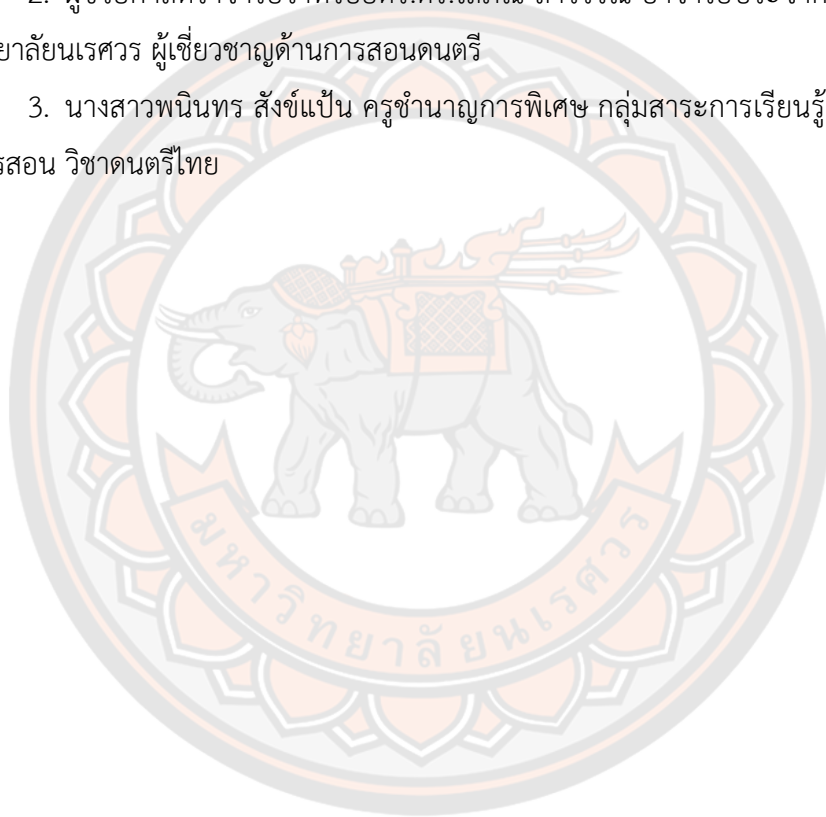 2.
ยาลัยนเรศวร ผู้เชี่ยวชาญด้านการสอนดนตรี
3. นางสาวพนินทร สังข์แป้น ครูชำนาญการพิเศษ กลุ่มสาระการเรียนรู้
รสอน วิชาดนตรีไทย
มหาวิทยาลัยนเรศวร